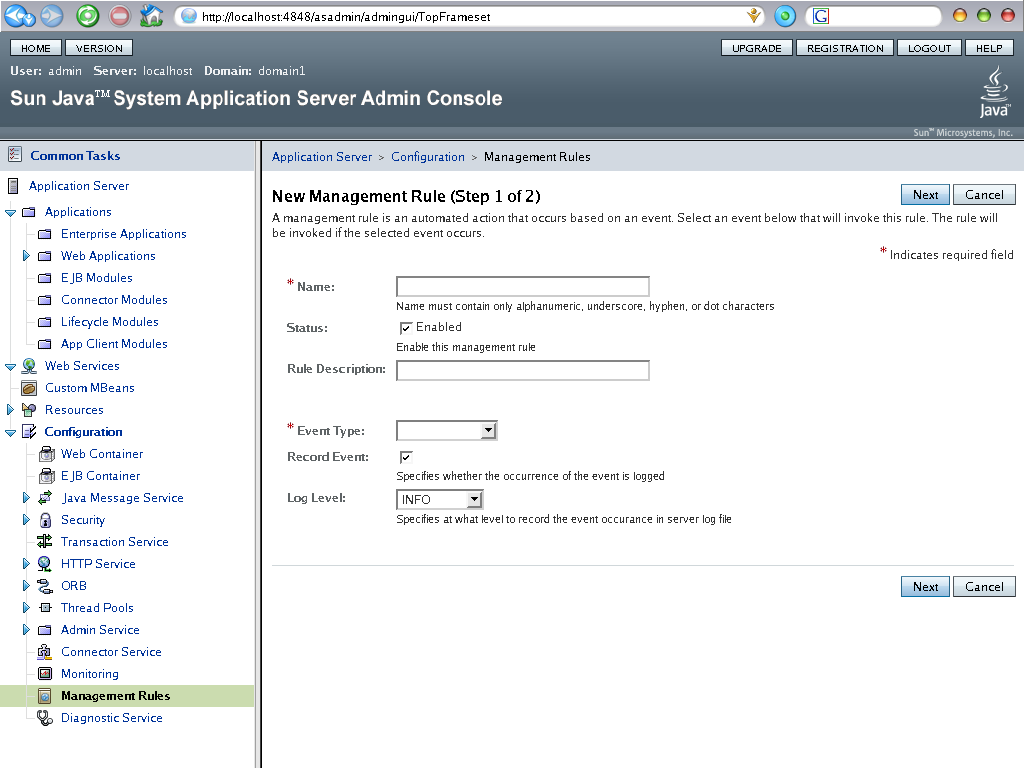 http://localhost:4848/asadmin/admingui/TopFrameset
G
HOME VERSION UPGRADE REGISTRATION LOGOUT HELP
User: admin Server: localhost Domain: domain1
Sun Java™ System Application Server Admin Console
Java™
Sun™ Microsystems, Inc.
Common Tasks
Application Server
Applications
Enterprise Applications
Web Applications
EJB Modules
Connector Modules
Lifecycle Modules
App Client Modules
Web Services
Custom MBeans
Resources
Configuration
Web Container
EJB Container
Java Message Service
Security
Transaction Service
HTTP Service
ORB
Thread Pools
Admin Service
Connector Service
Monitoring
Management Rules
Diagnostic Service
Application Server > Configuration > Management Rules
New Management Rule (Step 1 of 2)
Next Cancel
A management rule is an automated action that occurs based on an event. Select an event below that will invoke this rule. The rule will
be invoked if the selected event occurs.
* Indicates required field
* Name:
Name must contain only alphanumeric, underscore, hyphen, or dot characters
Status: Enabled
Enable this management rule
Rule Description:
* Event Type:
Record Event:
Specifies whether the occurrence of the event is logged
Log Level: INFO
Specifies at what level to record the event occurance in server log file
Next Cancel